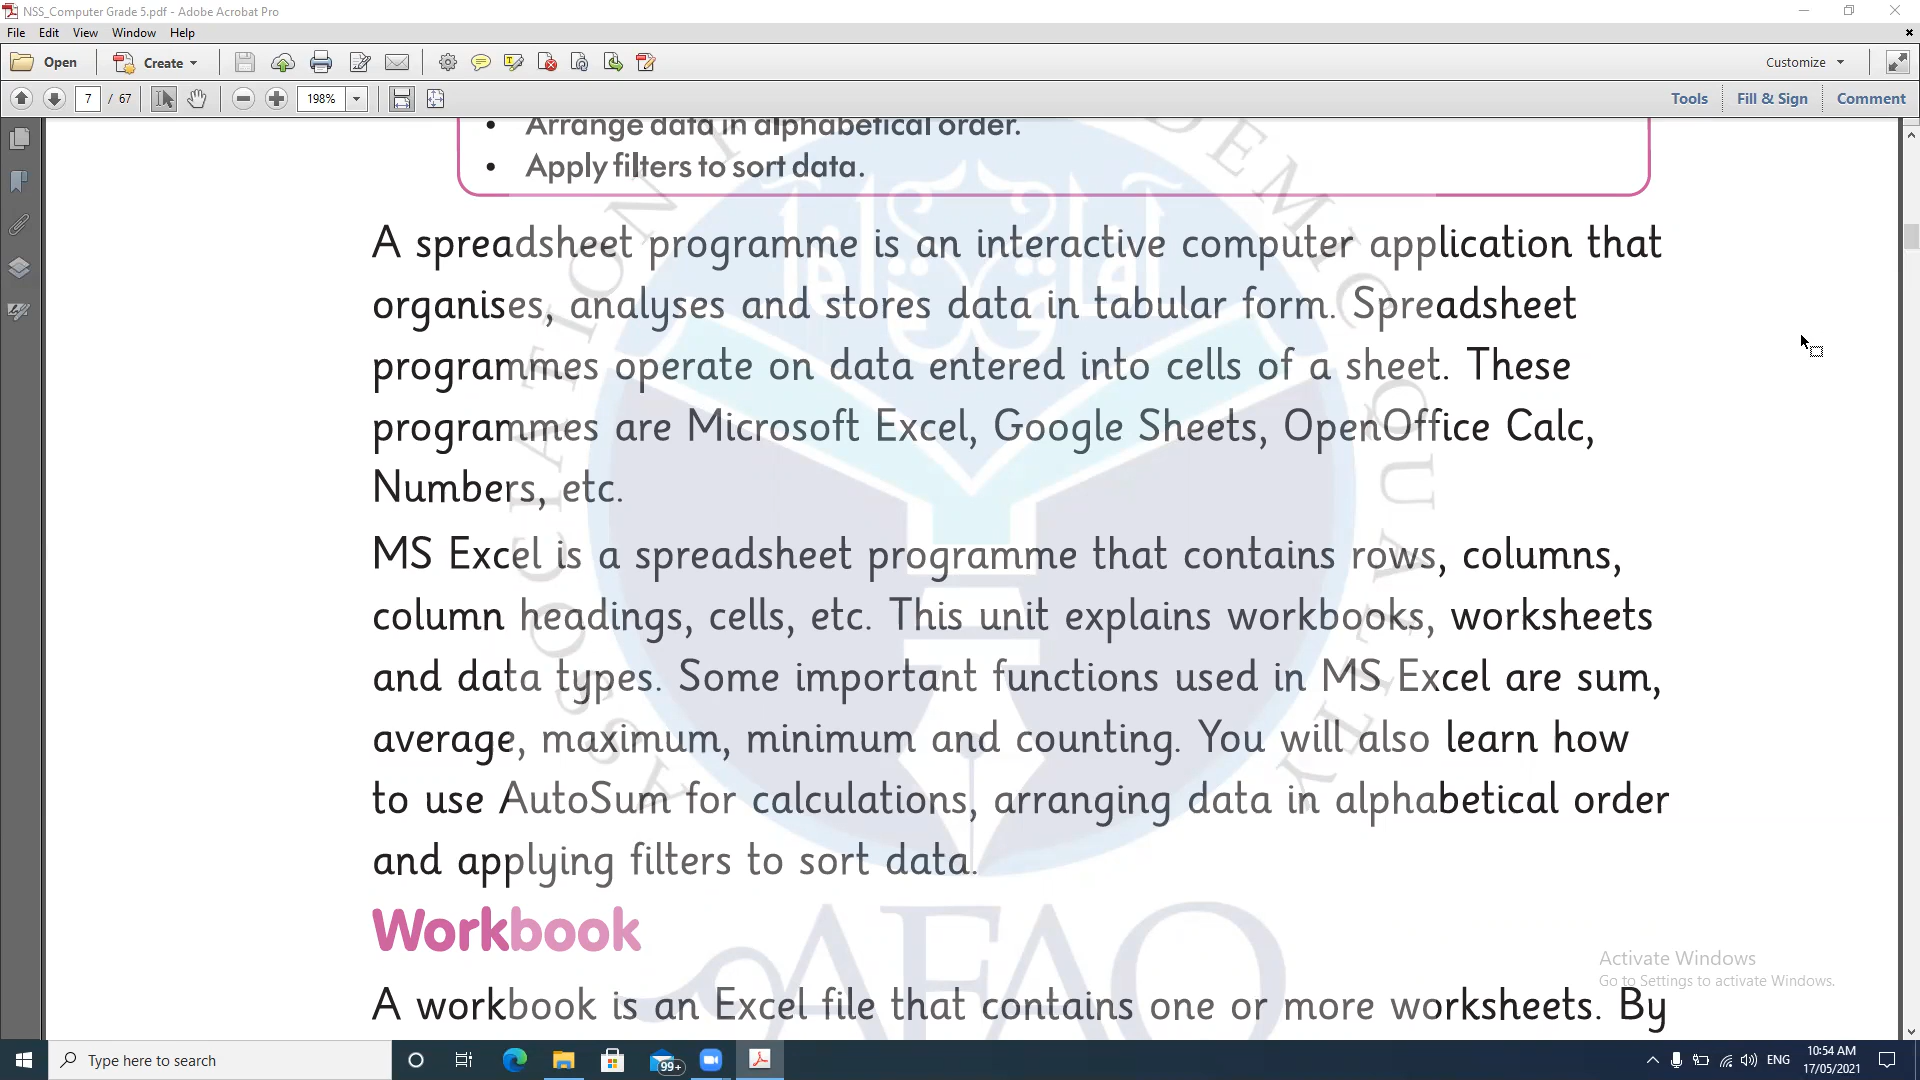 NSS_Computer Grade 5.pdf - Adobe Acrobat Pro
File Edit View Window Help
Open Create Customize
7 / 67 198% Tools Fill & Sign Comment
• Arrange data in alphabetical order.
• Apply filters to sort data.
A spreadsheet programme is an interactive computer application that
organises, analyses and stores data in tabular form. Spreadsheet
programmes operate on data entered into cells of a sheet. These
programmes are Microsoft Excel, Google Sheets, OpenOffice Calc,
Numbers, etc.
MS Excel is a spreadsheet programme that contains rows, columns,
column headings, cells, etc. This unit explains workbooks, worksheets
and data types. Some important functions used in MS Excel are sum,
average, maximum, minimum and counting. You will also learn how
to use AutoSum for calculations, arranging data in alphabetical order
and applying filters to sort data.
Workbook
A workbook is an Excel file that contains one or more worksheets. By
AFAQ
Activate Windows
Go to Settings to activate Windows.
Type here to search
99+
ENG
10:54 AM
17/05/2021